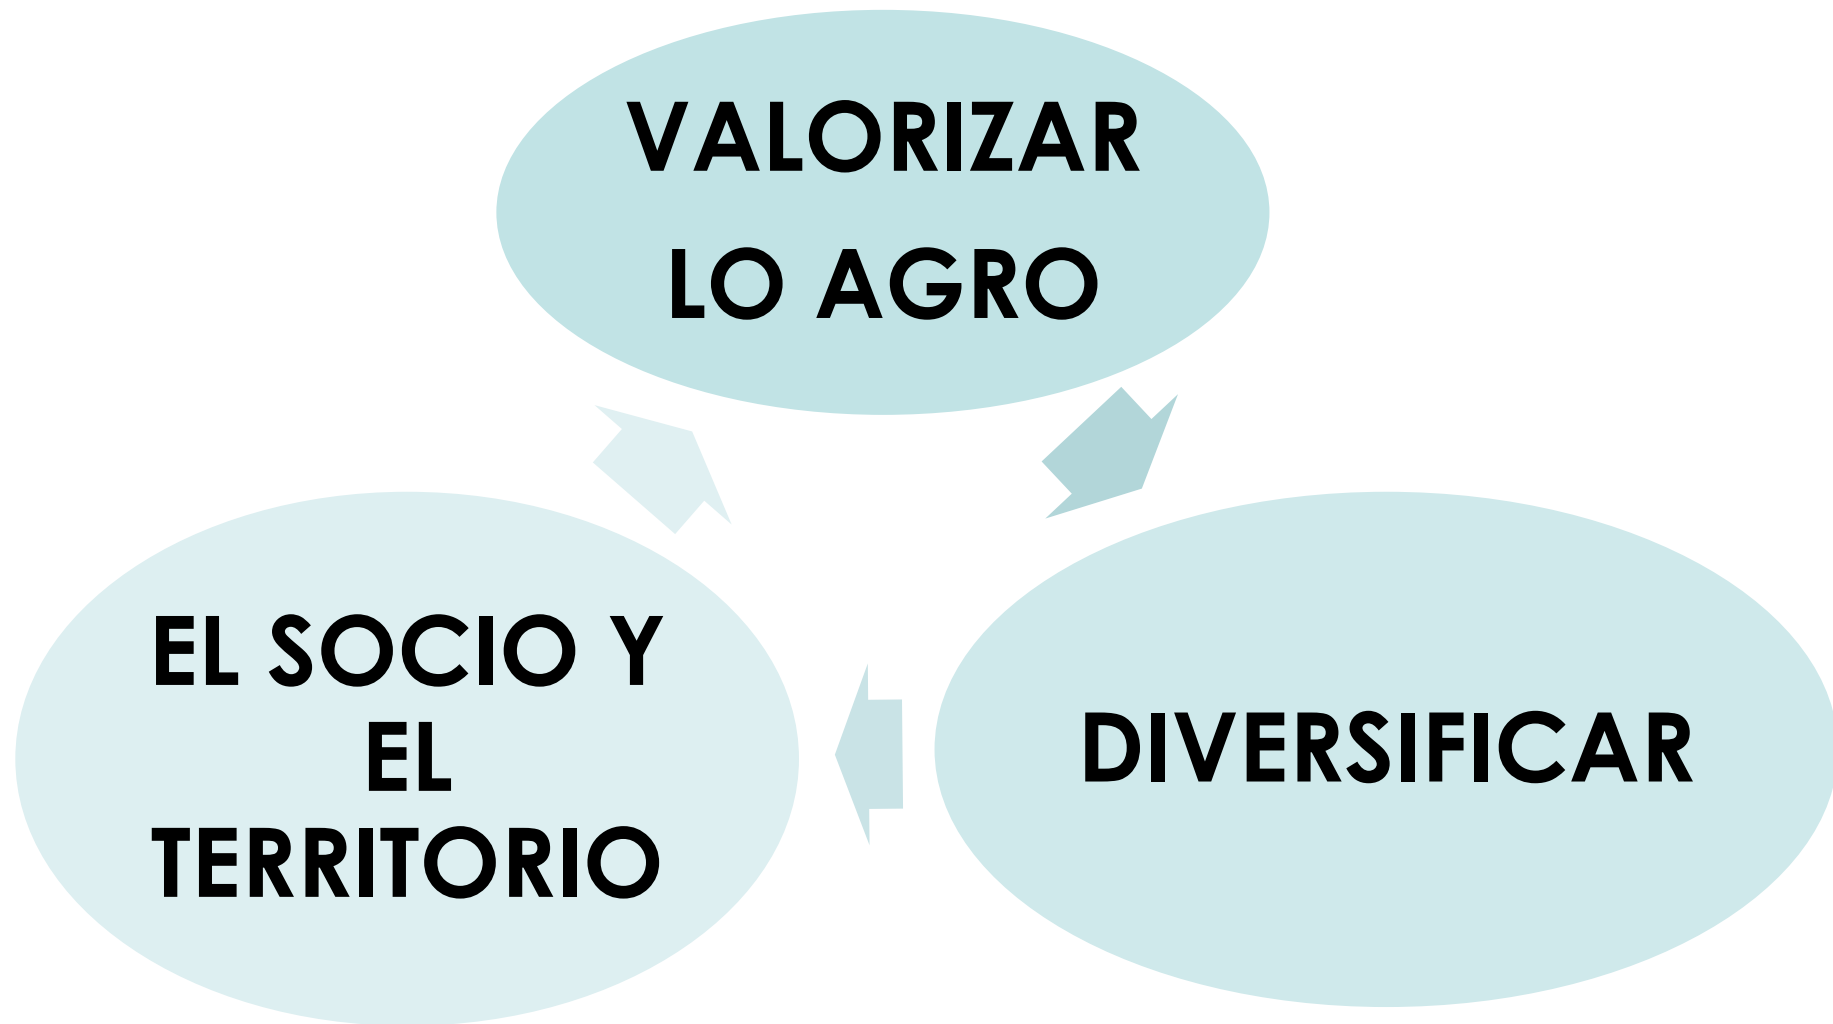 VALORIZAR
LO AGRO
EL SOCIO Y
EL
TERRITORIO
DIVERSIFICAR